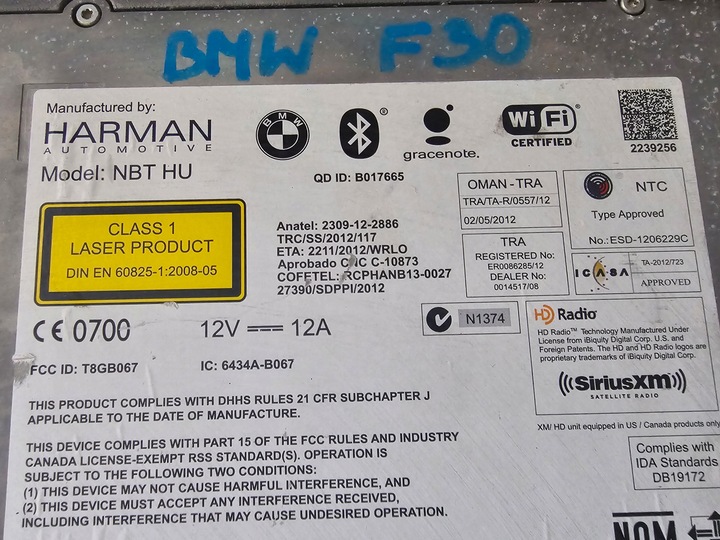 BMW F30
Manufactured by:
HARMAN
AUTOMOTIVE
Model: NBT HU
BMW
®
gracenote.
Wi Fi
CERTIFIED
2239256
QD ID: B017665
CLASS 1
LASER PRODUCT
DIN EN 60825-1:2008-05
Anatel: 2309-12-2886
TRC/SS/2012/117
ETA: 2211/2012/WRLO
Aprobado C-10873
COFETEL: RCPHANB13-0027
27390/SDPPI/2012
OMAN - TRA
TRA/TA-R/0557/12
02/05/2012
TRA
REGISTERED No:
ER0086285/12
DEALER No:
0014517/08
NTC
Type Approved
No.:ESD-1206229C
ICASA
TA-2012/723
APPROVED
CE 0700
12V 12A
N1374
FCC ID: T8GB067
IC: 6434A-B067
HD Radio
HD Radio™ Technology Manufactured Under
License from iBiquity Digital Corp. U.S. and
Foreign Patents. The HD and HD Radio logos are
proprietary trademarks of iBiquity Digital Corp.
((SiriusXM))
SATELLITE RADIO
XM/ HD unit equipped in US / Canada products only
THIS PRODUCT COMPLIES WITH DHHS RULES 21 CFR SUBCHAPTER J
APPLICABLE TO THE DATE OF MANUFACTURE.
THIS DEVICE COMPLIES WITH PART 15 OF THE FCC RULES AND INDUSTRY
CANADA LICENSE-EXEMPT RSS STANDARD(S). OPERATION IS
SUBJECT TO THE FOLLOWING TWO CONDITIONS:
(1) THIS DEVICE MAY NOT CAUSE HARMFUL INTERFERENCE, AND
(2) THIS DEVICE MUST ACCEPT ANY INTERFERENCE RECEIVED,
INCLUDING INTERFERENCE THAT MAY CAUSE UNDESIRED OPERATION.
Complies with
IDA Standards
DB19172
NOM